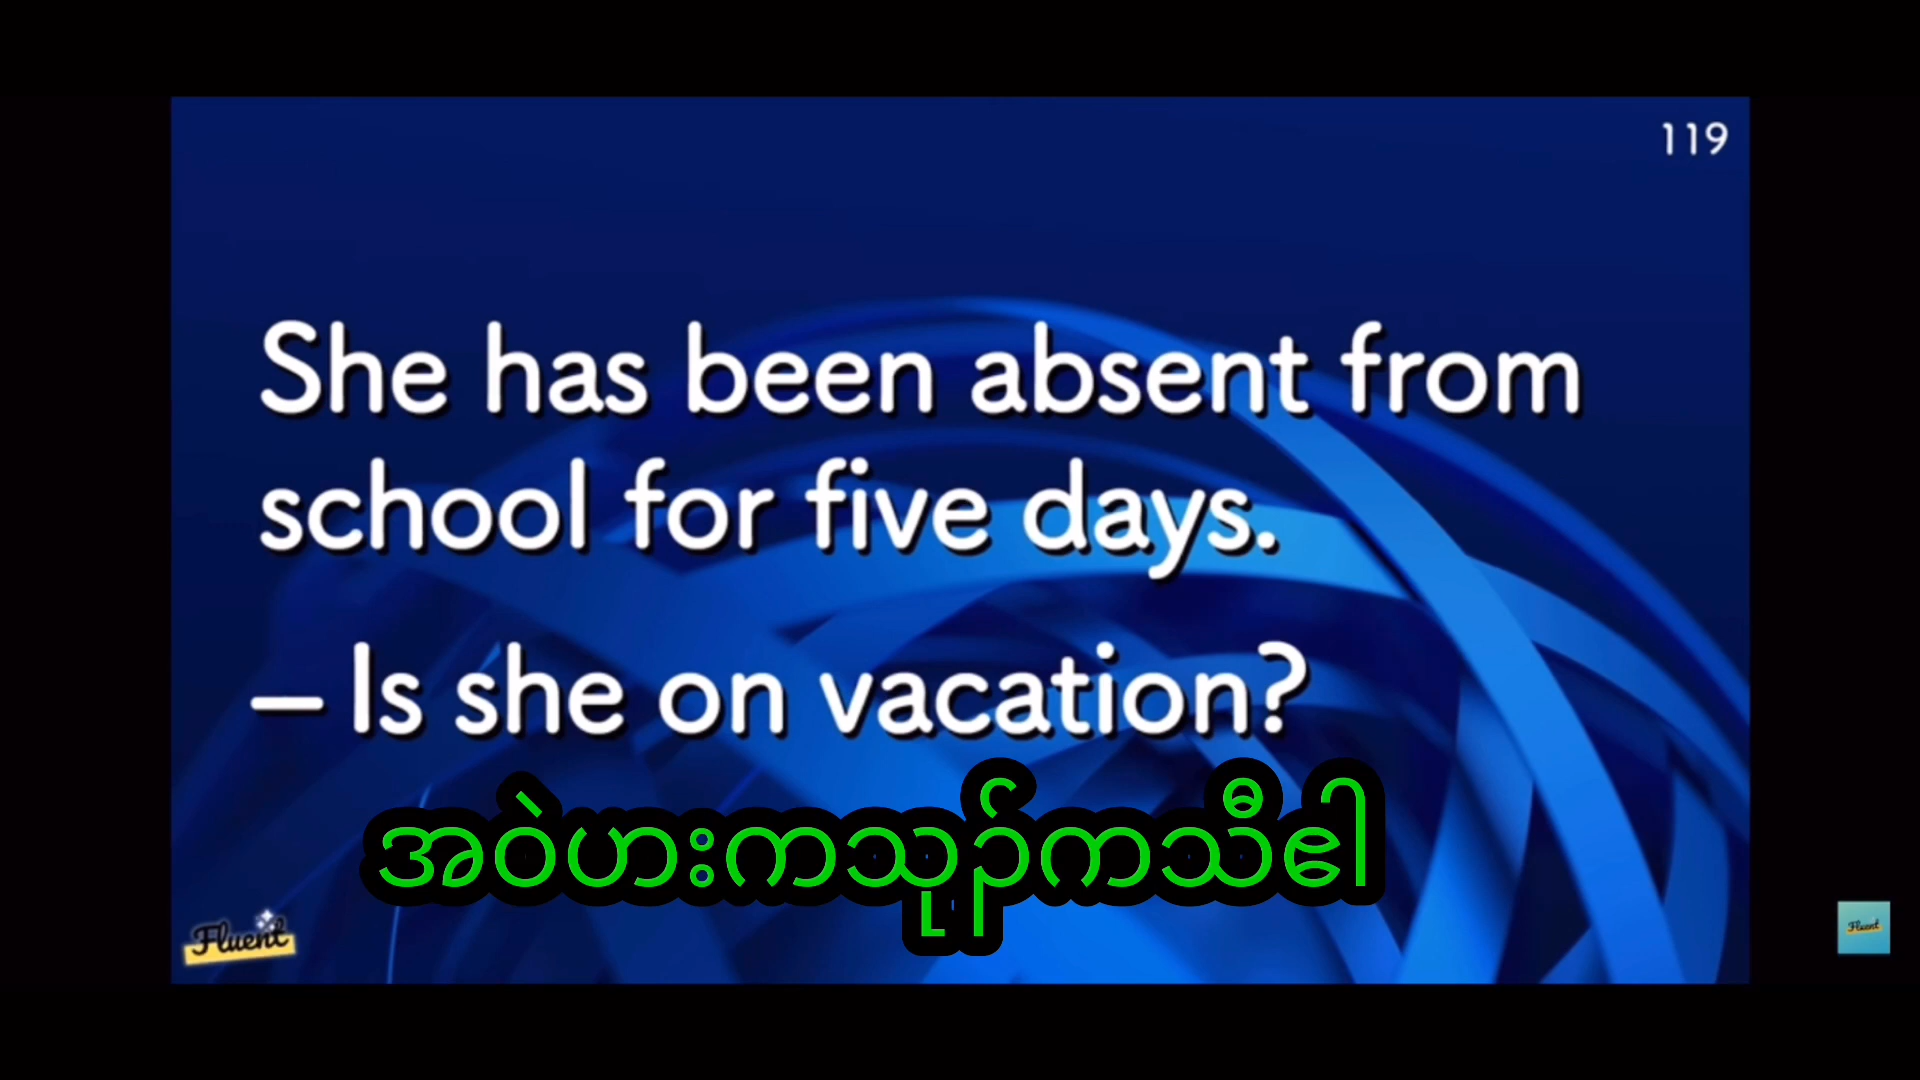 119
She has been absent from
school for five days.
– Is she on vacation?
အဝဲဟးကသုၣ်ကသီဧါ
Fluent
Fluent